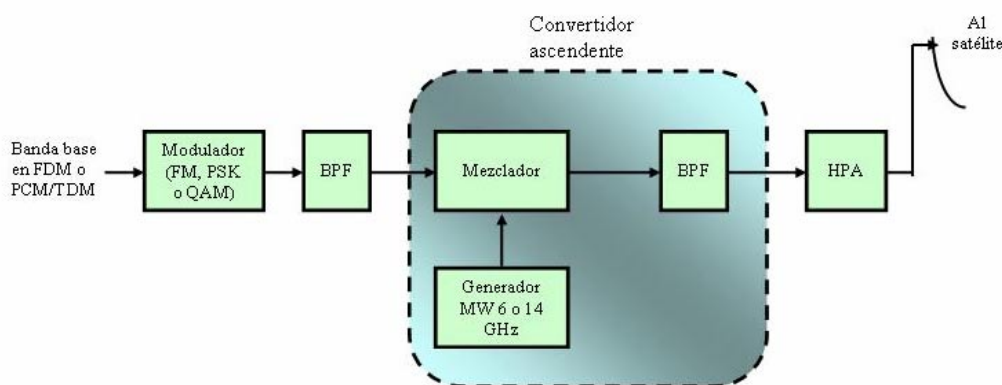 Convertidor
ascendente
Al
satélite
Banda base
en FDM o
PCM/TDM
Modulador
(FM, PSK
o QAM)
BPF
Mezclador
BPF
HPA
Generador
MW 6 o 14
GHz